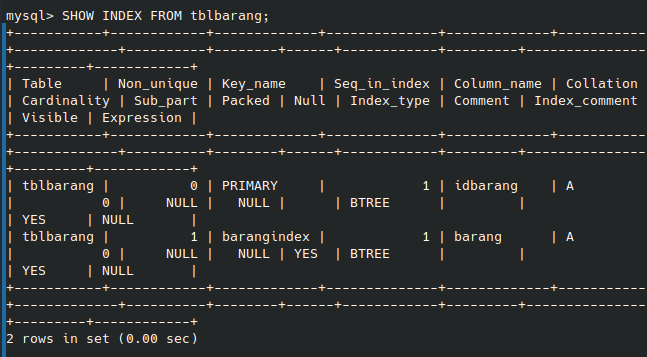 mysql> SHOW INDEX FROM tblbarang;
+-----------+------------+-------------+--------------+-------------+-----------
+-------------+----------+--------+------+------------+---------+---------------
+---------+------------+
| Table     | Non_unique | Key_name    | Seq_in_index | Column_name | Collation
| Cardinality | Sub_part | Packed | Null | Index_type | Comment | Index_comment
| Visible | Expression |
+-----------+------------+-------------+--------------+-------------+-----------
+-------------+----------+--------+------+------------+---------+---------------
+---------+------------+
| tblbarang |          0 | PRIMARY     |            1 | idbarang    | A
|           0 |     NULL |   NULL |      | BTREE      |         |
| YES     | NULL       |
| tblbarang |          1 | barangindex |            1 | barang      | A
|           0 |     NULL |   NULL | YES  | BTREE      |         |
| YES     | NULL       |
+-----------+------------+-------------+--------------+-------------+-----------
+-------------+----------+--------+------+------------+---------+---------------
+---------+------------+
2 rows in set (0.00 sec)